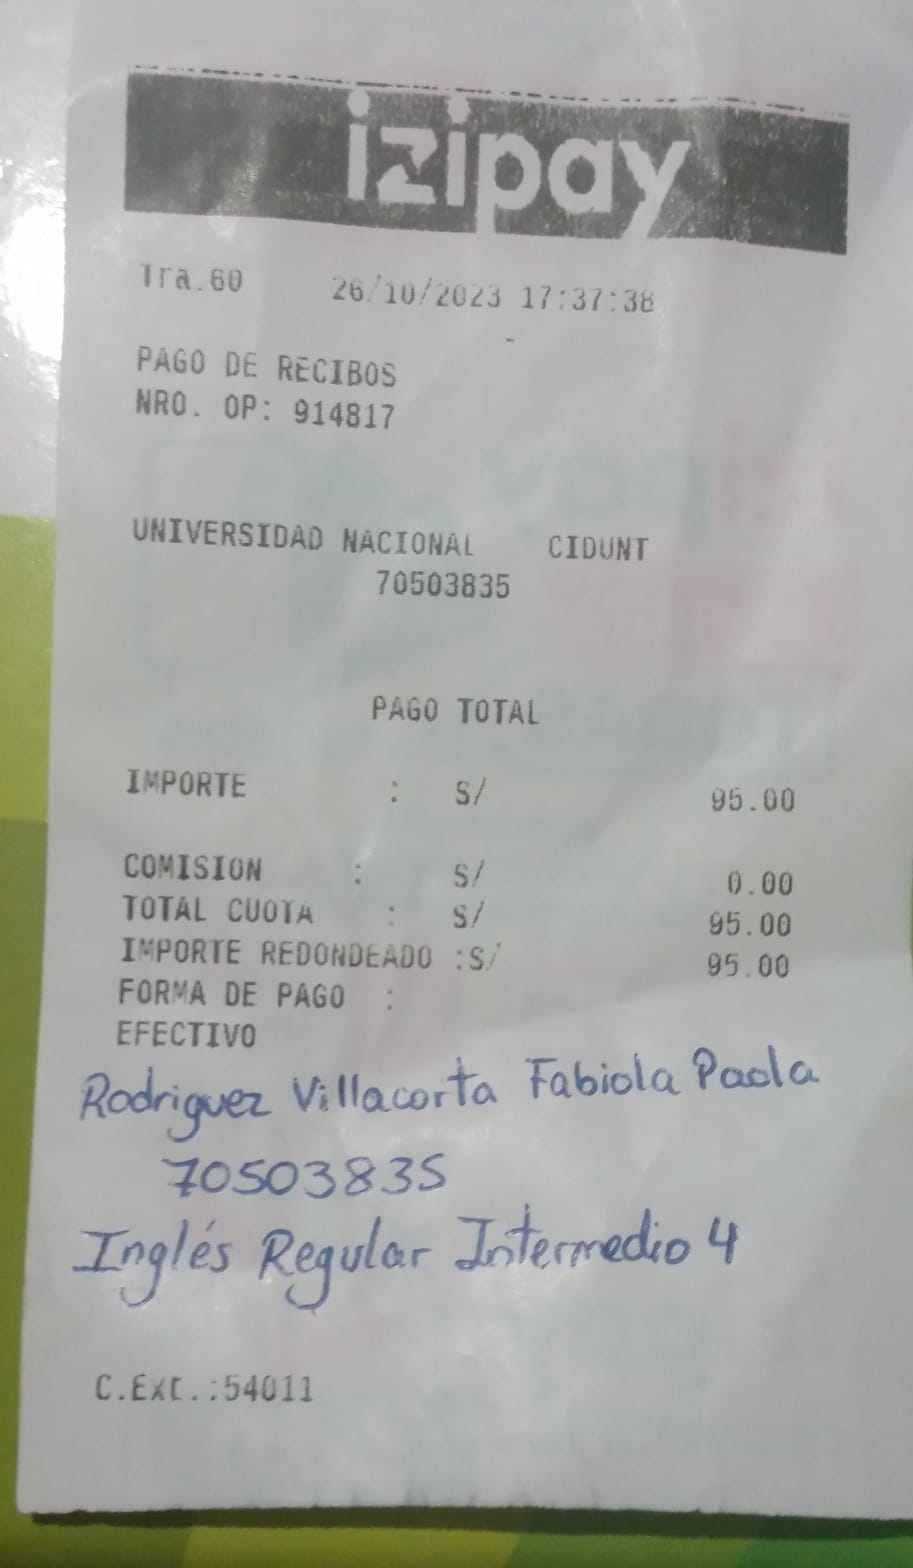 izipay
Tra.60 26/10/2023 17:37:38
PAGO DE RECIBOS
NRO. OP: 914817
UNIVERSIDAD NACIONAL CIDUNT
70503835
PAGO TOTAL
IMPORTE : S/ 95.00
COMISION : S/ 0.00
TOTAL CUOTA : S/ 95.00
IMPORTE REDONDEADO :S/ 95.00
FORMA DE PAGO :
EFECTIVO
Rodriguez Villacorta Fabiola Paola
70503835
Inglés Regular Intermedio 4
C.Ext.:54011